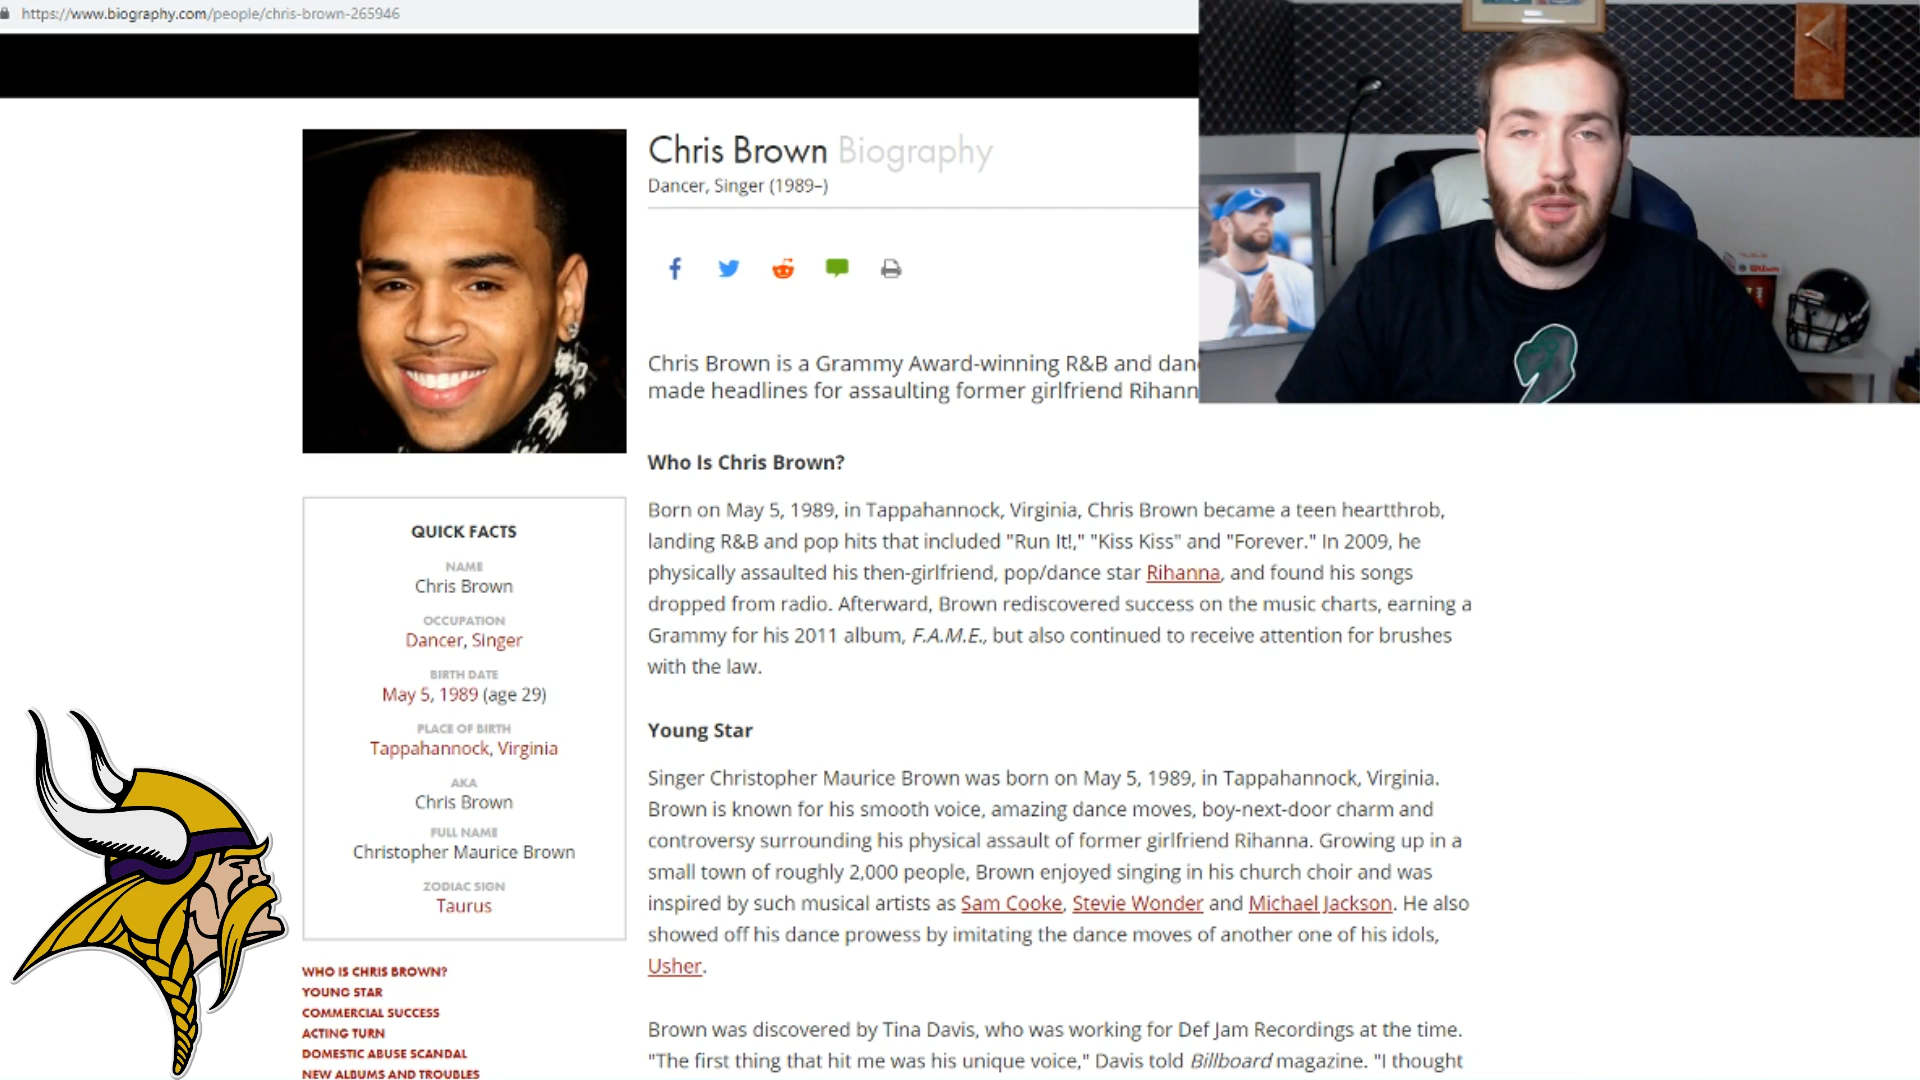 https://www.biography.com/people/chris-brown-265946
Chris Brown Biography
Dancer, Singer (1989–)
Chris Brown is a Grammy Award-winning R&B and dan
made headlines for assaulting former girlfriend Rihann
Who Is Chris Brown?
Born on May 5, 1989, in Tappahannock, Virginia, Chris Brown became a teen heartthrob,
landing R&B and pop hits that included "Run It!," "Kiss Kiss" and "Forever." In 2009, he
physically assaulted his then-girlfriend, pop/dance star Rihanna, and found his songs
dropped from radio. Afterward, Brown rediscovered success on the music charts, earning a
Grammy for his 2011 album, F.A.M.E., but also continued to receive attention for brushes
with the law.
Young Star
Singer Christopher Maurice Brown was born on May 5, 1989, in Tappahannock, Virginia.
Brown is known for his smooth voice, amazing dance moves, boy-next-door charm and
controversy surrounding his physical assault of former girlfriend Rihanna. Growing up in a
small town of roughly 2,000 people, Brown enjoyed singing in his church choir and was
inspired by such musical artists as Sam Cooke, Stevie Wonder and Michael Jackson. He also
showed off his dance prowess by imitating the dance moves of another one of his idols,
Usher.
Brown was discovered by Tina Davis, who was working for Def Jam Recordings at the time.
"The first thing that hit me was his unique voice," Davis told Billboard magazine. "I thought
QUICK FACTS
NAME
Chris Brown
OCCUPATION
Dancer, Singer
BIRTH DATE
May 5, 1989 (age 29)
PLACE OF BIRTH
Tappahannock, Virginia
AKA
Chris Brown
FULL NAME
Christopher Maurice Brown
ZODIAC SIGN
Taurus
WHO IS CHRIS BROWN?
YOUNG STAR
COMMERCIAL SUCCESS
ACTING TURN
DOMESTIC ABUSE SCANDAL
NEW ALBUMS AND TROUBLES
Wilson